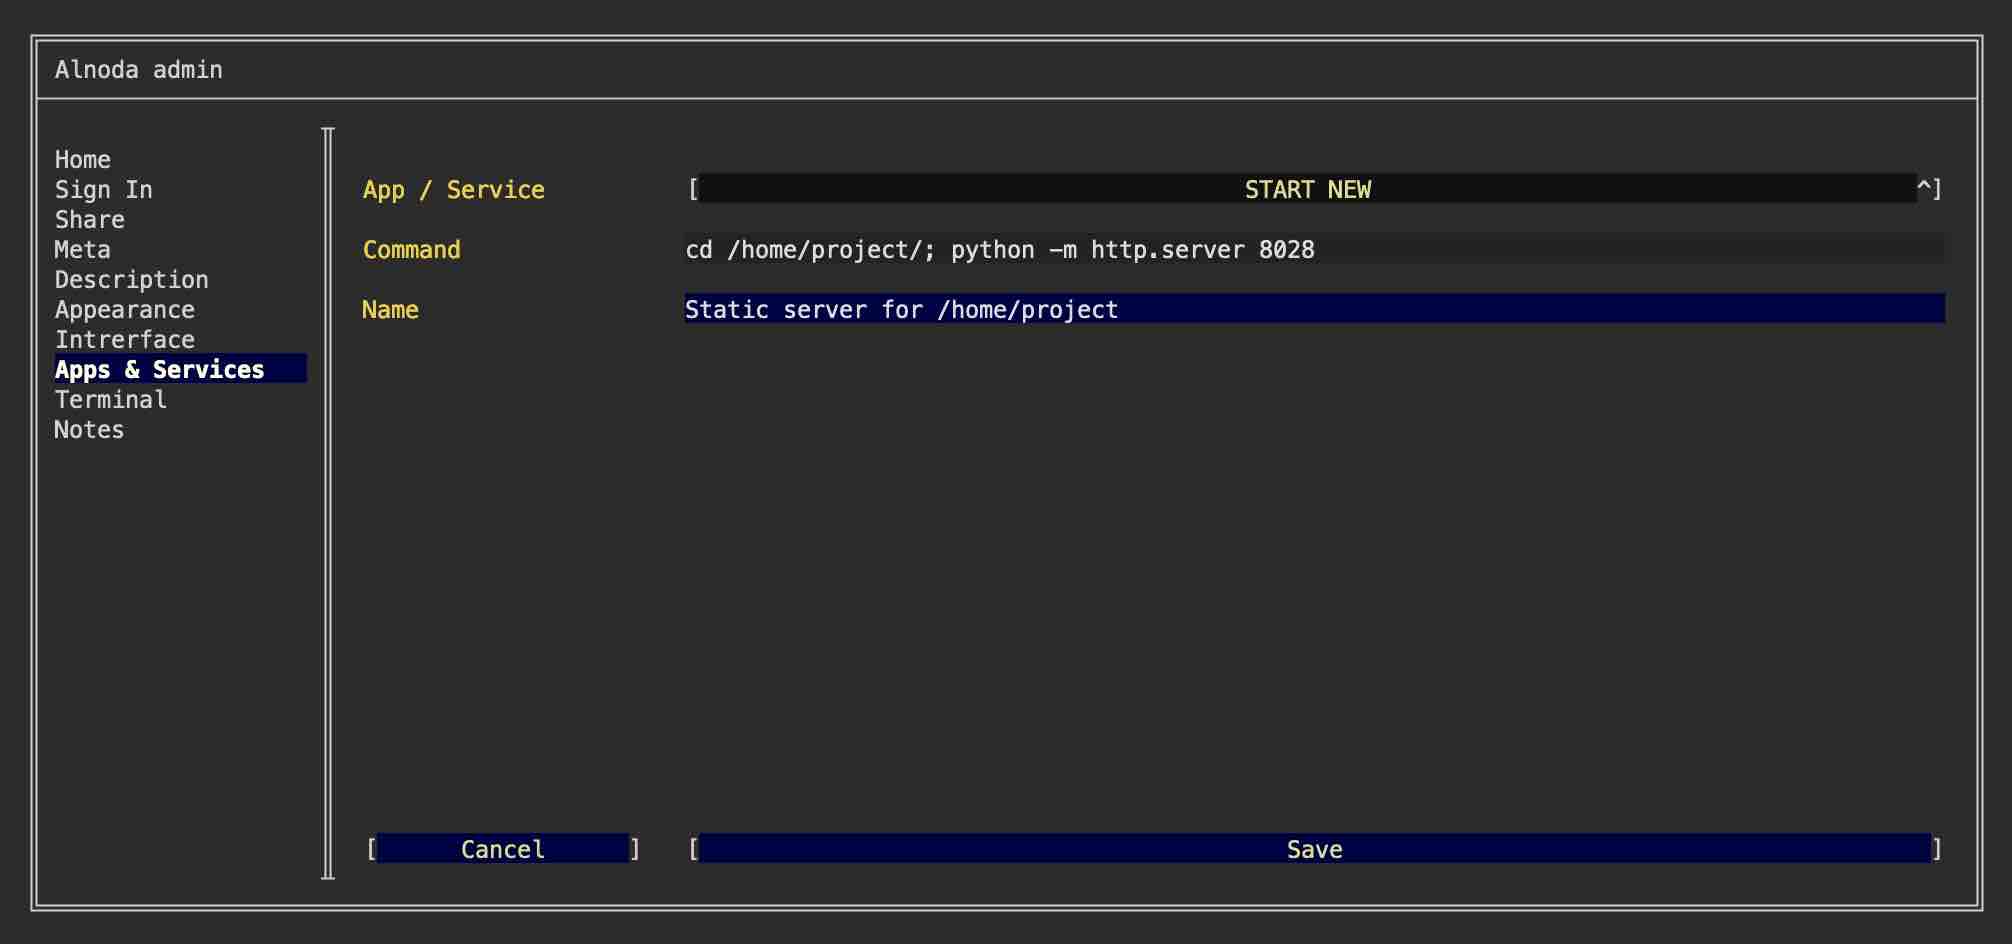 Alnoda admin
Home
Sign In
Share
Meta
Description
Appearance
Intrerface
Apps & Services
Terminal
Notes
App / Service [ START NEW ^]
Command cd /home/project/; python -m http.server 8028
Name Static server for /home/project
[ Cancel ] [ Save ]